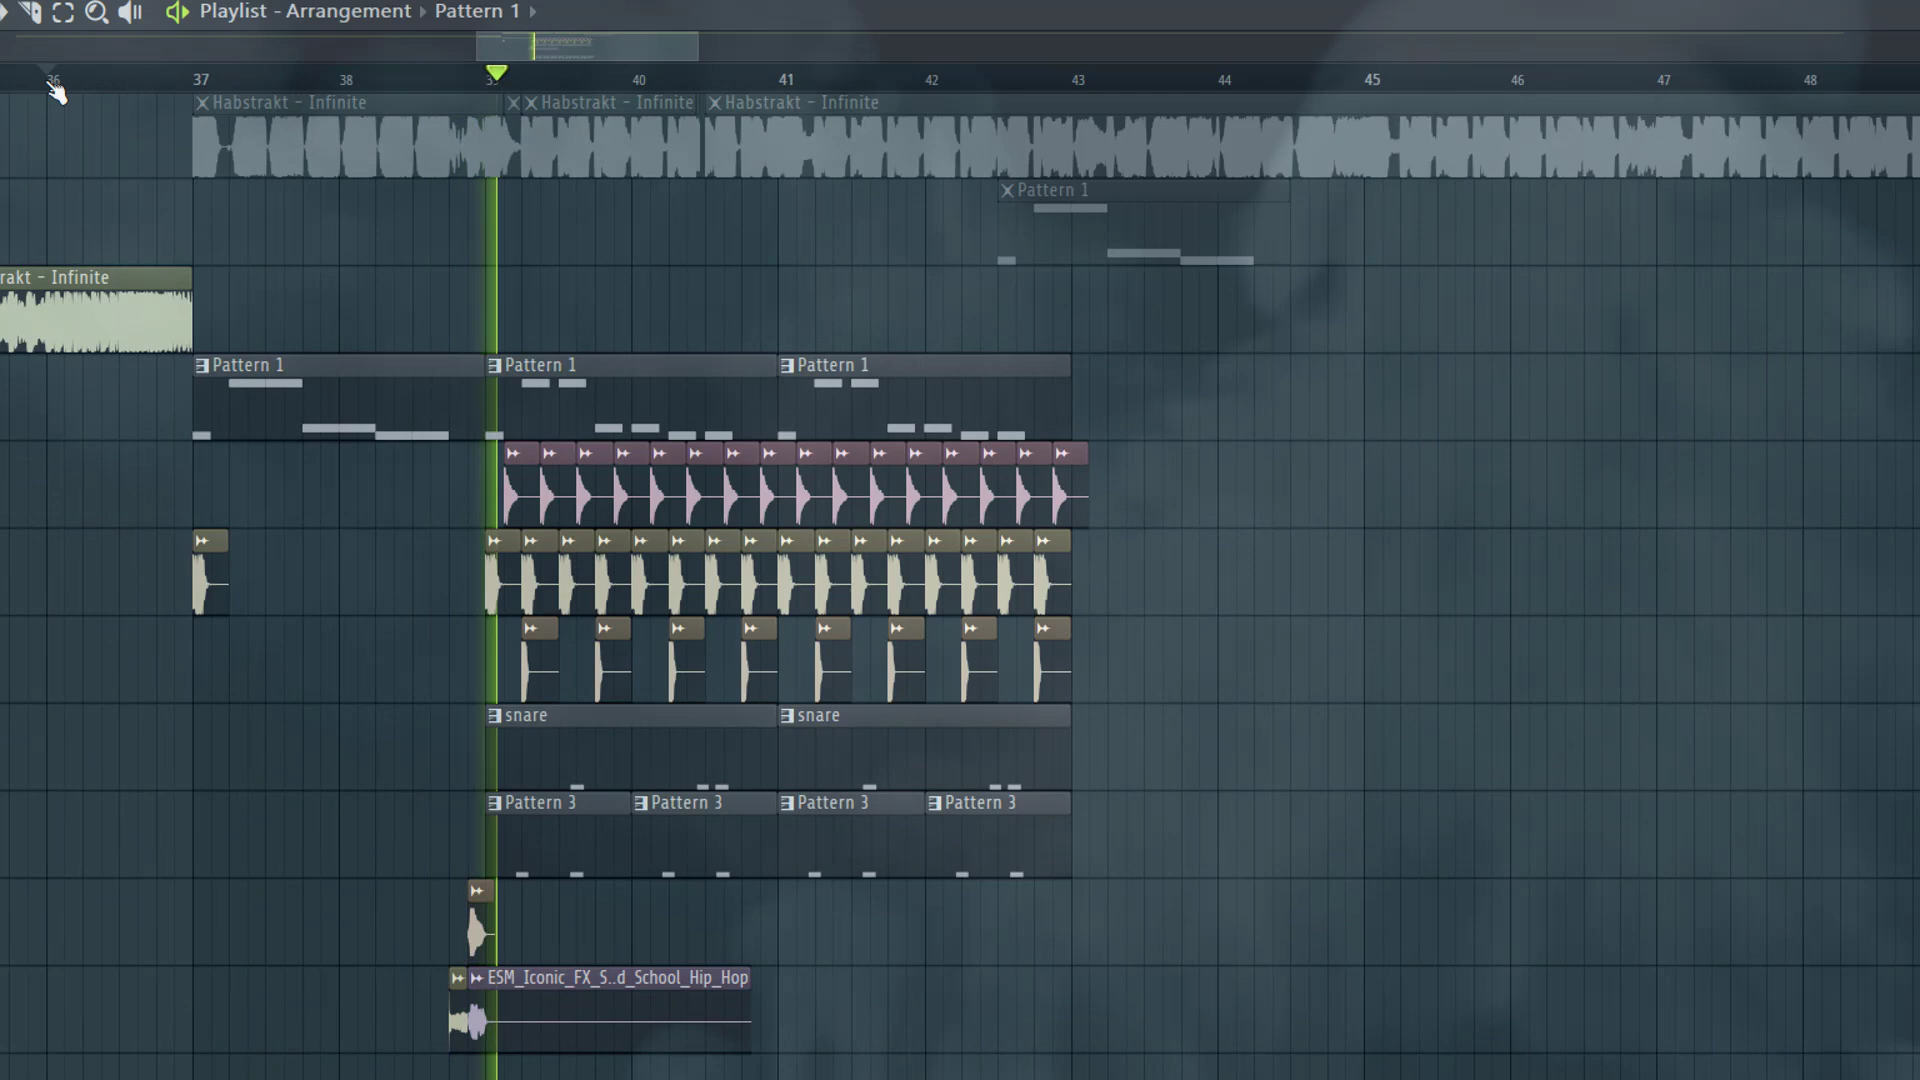 Playlist - Arrangement Pattern 1
36 37 38 40 41 42 43 44 45 46 47 48
Habstrakt - Infinite Habstrakt - Infinite Habstrakt - Infinite
Pattern 1
rakt - Infinite
Pattern 1 Pattern 1 Pattern 1
snare snare
Pattern 3 Pattern 3 Pattern 3 Pattern 3
ESM_Iconic_FX_S..d_School_Hip_Hop